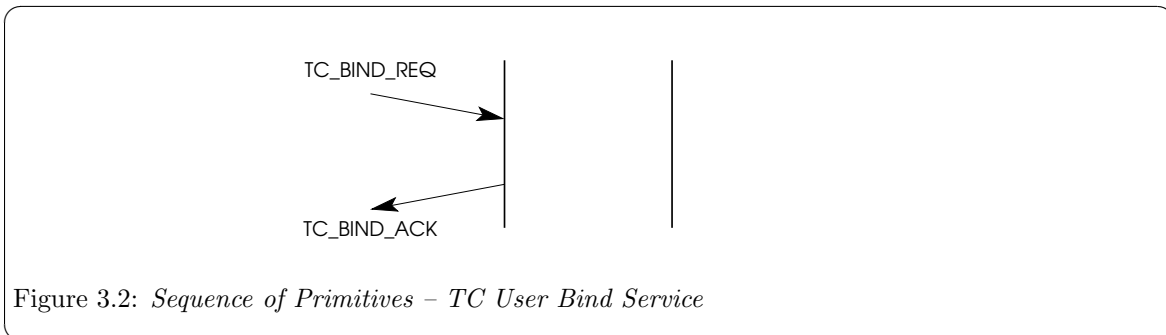 TC_BIND_REQ
TC_BIND_ACK
Figure 3.2: Sequence of Primitives – TC User Bind Service